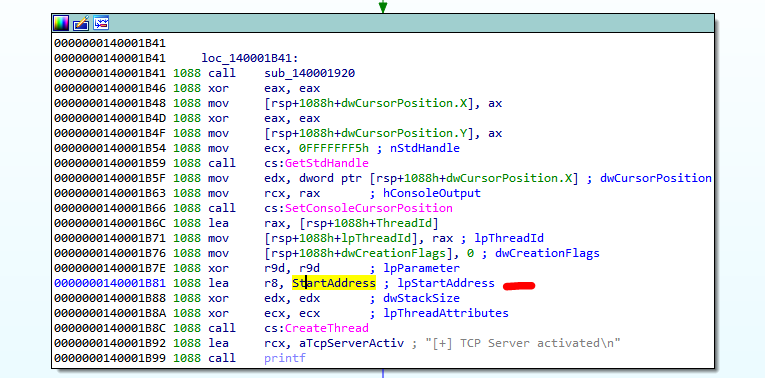 0000000140001B41
0000000140001B41 loc_140001B41:
0000000140001B41 1088 call sub_140001920
0000000140001B46 1088 xor eax, eax
0000000140001B48 1088 mov [rsp+1088h+dwCursorPosition.X], ax
0000000140001B4D 1088 xor eax, eax
0000000140001B4F 1088 mov [rsp+1088h+dwCursorPosition.Y], ax
0000000140001B54 1088 mov ecx, 0FFFFFFF5h ; nStdHandle
0000000140001B59 1088 call cs:GetStdHandle
0000000140001B5F 1088 mov edx, dword ptr [rsp+1088h+dwCursorPosition.X] ; dwCursorPosition
0000000140001B63 1088 mov rcx, rax ; hConsoleOutput
0000000140001B66 1088 call cs:SetConsoleCursorPosition
0000000140001B6C 1088 lea rax, [rsp+1088h+ThreadId]
0000000140001B71 1088 mov [rsp+1088h+lpThreadId], rax ; lpThreadId
0000000140001B76 1088 mov [rsp+1088h+dwCreationFlags], 0 ; dwCreationFlags
0000000140001B7E 1088 xor r9d, r9d ; lpParameter
0000000140001B81 1088 lea r8, StartAddress ; lpStartAddress
0000000140001B88 1088 xor edx, edx ; dwStackSize
0000000140001B8A 1088 xor ecx, ecx ; lpThreadAttributes
0000000140001B8C 1088 call cs:CreateThread
0000000140001B92 1088 lea rcx, aTcpServerActiv ; "[+] TCP Server activated\n"
0000000140001B99 1088 call printf